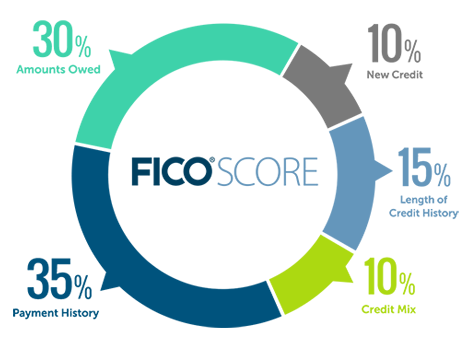 30%
Amounts Owed
10%
New Credit
FICO® SCORE
15%
Length of
Credit History
35%
Payment History
10%
Credit Mix